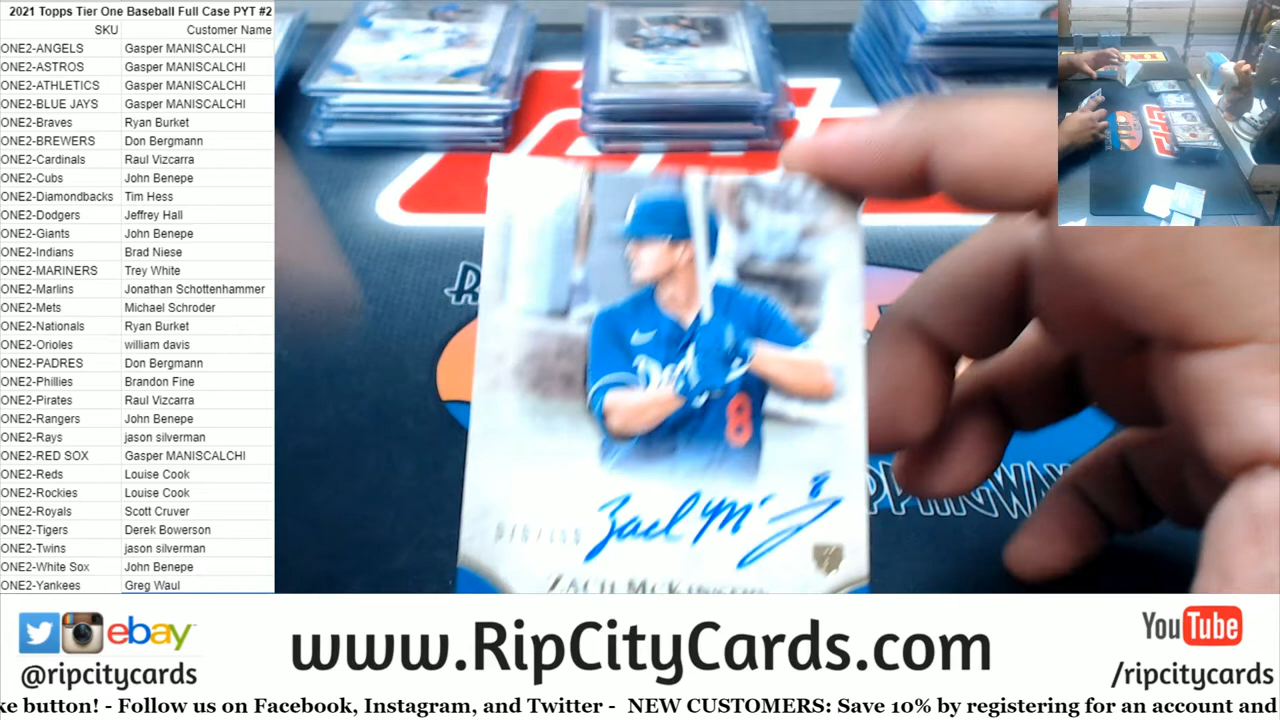 2021 Topps Tier One Baseball Full Case PYT #2
SKU Customer Name
ONE2-ANGELS Gasper MANISCALCHI
ONE2-ASTROS Gasper MANISCALCHI
ONE2-ATHLETICS Gasper MANISCALCHI
ONE2-BLUE JAYS Gasper MANISCALCHI
ONE2-Braves Ryan Burket
ONE2-BREWERS Don Bergmann
ONE2-Cardinals Raul Vizcarra
ONE2-Cubs John Benepe
ONE2-Diamondbacks Tim Hess
ONE2-Dodgers Jeffrey Hall
ONE2-Giants John Benepe
ONE2-Indians Brad Niese
ONE2-MARINERS Trey White
ONE2-Marlins Jonathan Schottenhammer
ONE2-Mets Michael Schroder
ONE2-Nationals Ryan Burket
ONE2-Orioles william davis
ONE2-PADRES Don Bergmann
ONE2-Phillies Brandon Fine
ONE2-Pirates Raul Vizcarra
ONE2-Rangers John Benepe
ONE2-Rays jason silverman
ONE2-RED SOX Gasper MANISCALCHI
ONE2-Reds Louise Cook
ONE2-Rockies Louise Cook
ONE2-Royals Scott Cruver
ONE2-Tigers Derek Bowerson
ONE2-Twins jason silverman
ONE2-White Sox John Benepe
ONE2-Yankees Greg Waul
8
ebay
@ripcitycards
www.RipCityCards.com
YouTube
/ripcitycards
ke button! - Follow us on Facebook, Instagram, and Twitter - NEW CUSTOMERS: Save 10% by registering for an account and